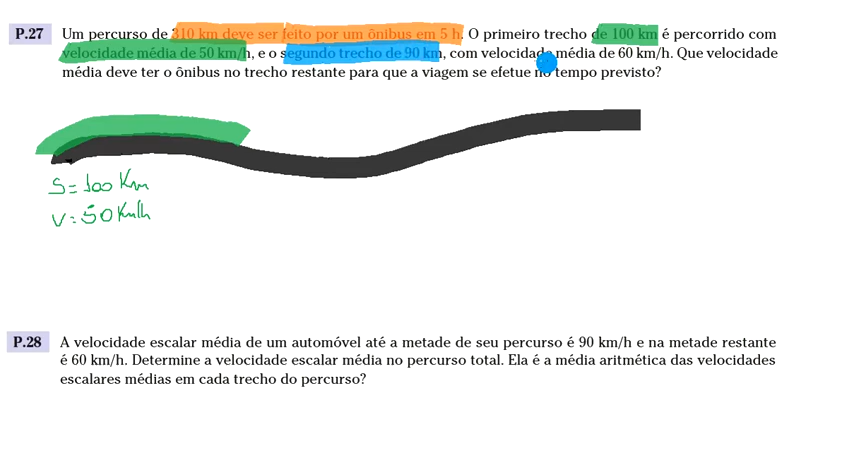 P.27 Um percurso de 310 km deve ser feito por um ônibus em 5 h. O primeiro trecho de 100 km é percorrido com
velocidade média de 50 km/h, e o segundo trecho de 90 km, com velocidade média de 60 km/h. Que velocidade
média deve ter o ônibus no trecho restante para que a viagem se efetue no tempo previsto?
S = 100 Km
V = 50 Km/h
P.28 A velocidade escalar média de um automóvel até a metade de seu percurso é 90 km/h e na metade restante
é 60 km/h. Determine a velocidade escalar média no percurso total. Ela é a média aritmética das velocidades
escalares médias em cada trecho do percurso?